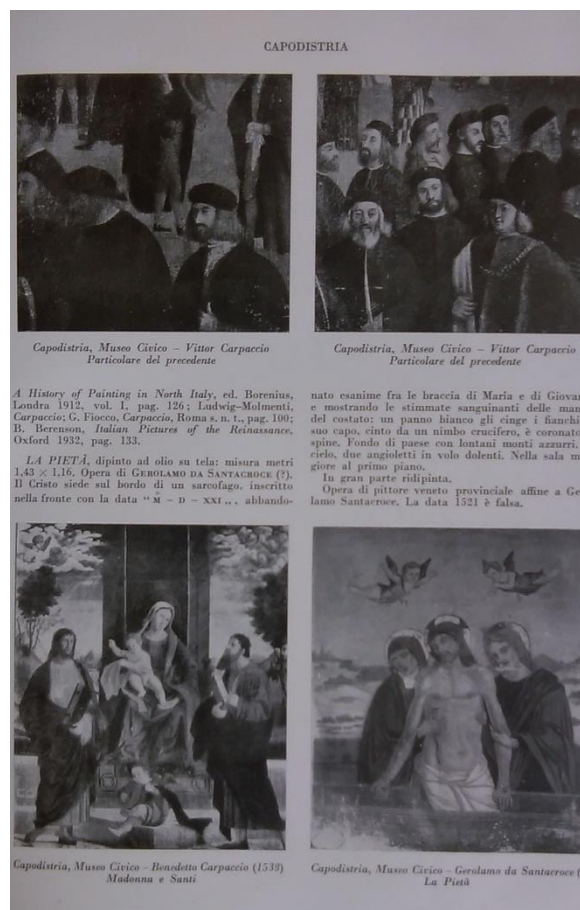 CAPODISTRIA
Capodistria, Museo Civico – Vittor Carpaccio
Particolare del precedente
Capodistria, Museo Civico – Vittor Carpaccio
Particolare del precedente
A History of Painting in North Italy, ed. Borenius,
Londra 1912, vol. 1, pag. 126; Ludwig–Molmenti,
Carpaccio; G. Fiocco, Carpaccio, Roma s. n. t., pag. 100;
B. Berenson, Italian Pictures of the Reinassance,
Oxford 1932, pag. 133.
LA PIETÀ, dipinto ad olio su tela: misura metri
1,43 × 1,16. Opera di GEROLAMO DA SANTACROCE (?).
Il Cristo siede sul bordo di un sarcofago, inscritto
nella fronte con la data “ M – D – XXI „, abbando-
nato esanime fra le braccia di Maria e di Giovan
e mostrando le stimmate sanguinanti delle man
del costato: un panno bianco gli cinge i fianchi
suo capo, cinto da un nimbo crucifero, è coronato
spine. Fondo di paese con lontani monti azzurri,
cielo, due angioletti in volo dolenti. Nella sala m
giore al primo piano.
In gran parte ridipinta.
Opera di pittore veneto provinciale affine a Ge
lamo Santacroce. La data 1521 è falsa.
Capodistria, Museo Civico – Benedetto Carpaccio (1538)
Madonna e Santi
Capodistria, Museo Civico – Gerolamo da Santacroce (
La Pietà